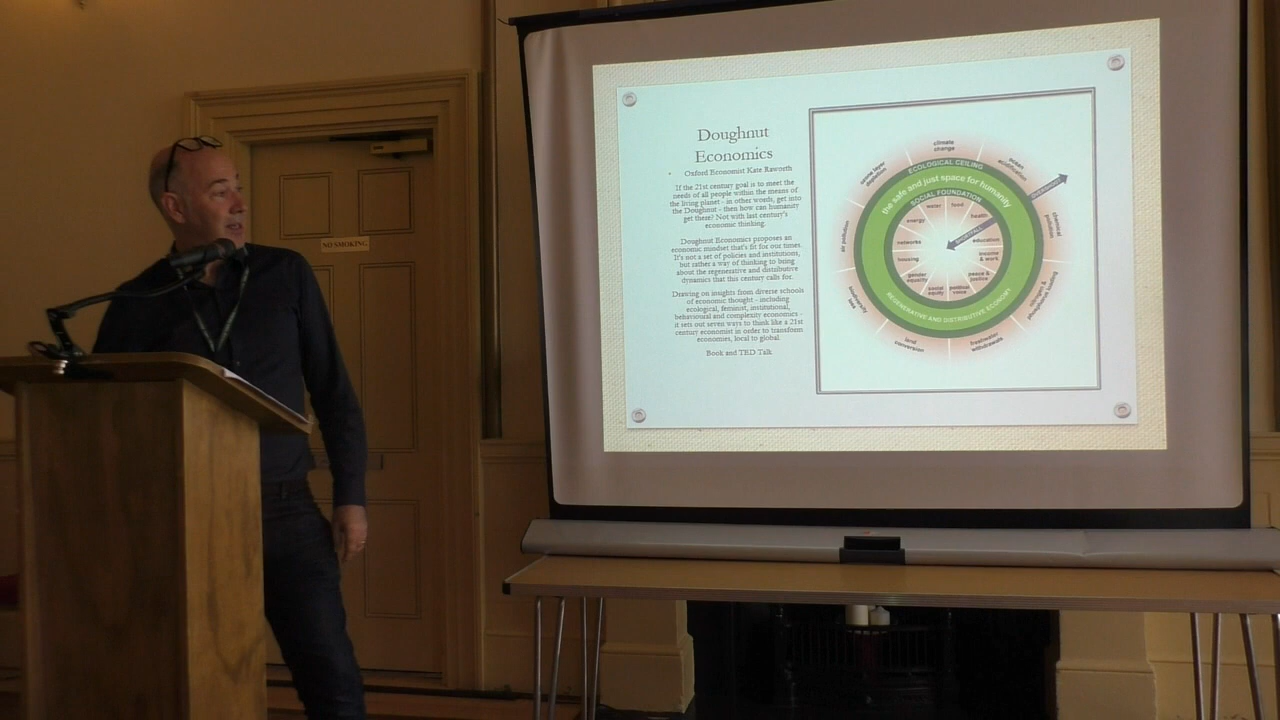 NO SMOKING
Doughnut
Economics
Oxford Economist Kate Raworth
If the 21st century goal is to meet the
needs of all people within the means of
the living planet - in other words, get into
the Doughnut - then how can humanity
get there? Not with last century's
economic thinking.
Doughnut Economics proposes an
economic mindset that's fit for our times.
It's not a set of policies and institutions,
but rather a way of thinking to bring
about the regenerative and distributive
dynamics that this century calls for.
Drawing on insights from diverse schools
of economic thought - including
ecological, feminist, institutional,
behavioural and complexity economics -
it sets out seven ways to think like a 21st
century economist in order to transform
economies, local to global.
Book and TED Talk
climate
change
ocean
acidification
chemical
pollution
nitrogen &
phosphorus loading
freshwater
withdrawals
land
conversion
biodiversity
loss
air pollution
ozone layer
depletion
ECOLOGICAL CEILING
the safe and just space for humanity
SOCIAL FOUNDATION
OVERSHOOT
SHORTFALL
water
food
health
education
income
& work
peace &
justice
political
voice
social
equity
gender
equality
housing
networks
energy
REGENERATIVE AND DISTRIBUTIVE ECONOMY